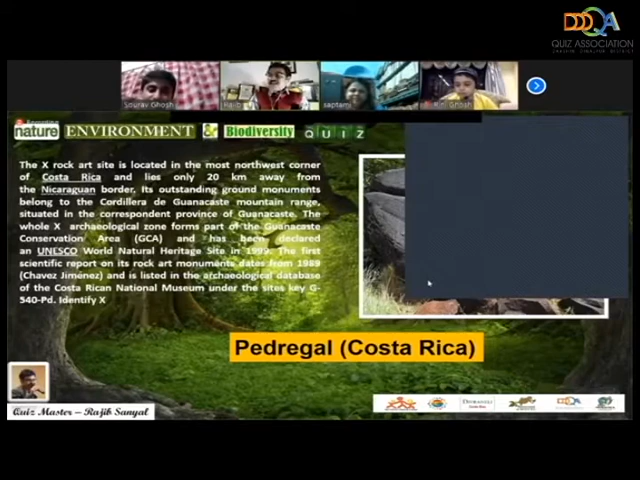 QUIZ ASSOCIATION
Sourav Ghosh
Rajib
saptami
Riri Ghosh
nature ENVIRONMENT & Biodiversity QUIZ
The X rock art site is located in the most northwest corner
of Costa Rica and lies only 20 km away from
the Nicaraguan border. Its outstanding ground monuments
belong to the Cordillera de Guanacaste mountain range,
situated in the correspondent province of Guanacaste. The
whole X archaeological zone forms part of the Guanacaste
Conservation Area (GCA) and has been declared
an UNESCO World Natural Heritage Site in 1999. The first
scientific report on its rock art monuments dates from 1989
(Chavez Jiménez) and is listed in the archaeological database
of the Costa Rican National Museum under the sites key G-
540-Pd. Identify X
Pedregal (Costa Rica)
Quiz Master – Rajib Sanyal